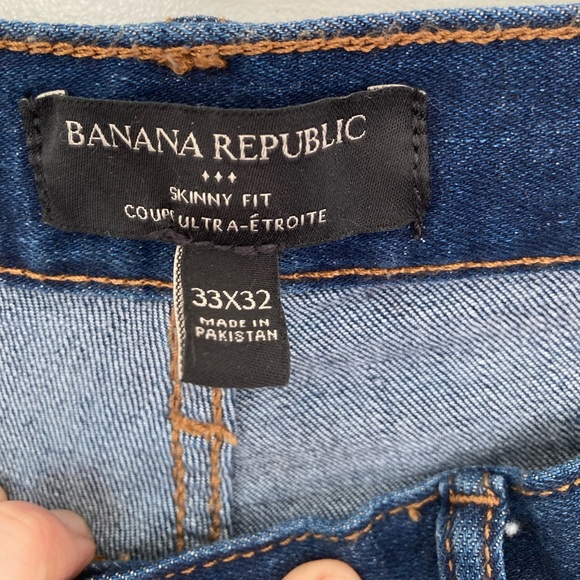 BANANA REPUBLIC
SKINNY FIT
COUPE ULTRA-ÉTROITE
33X32
MADE IN
PAKISTAN